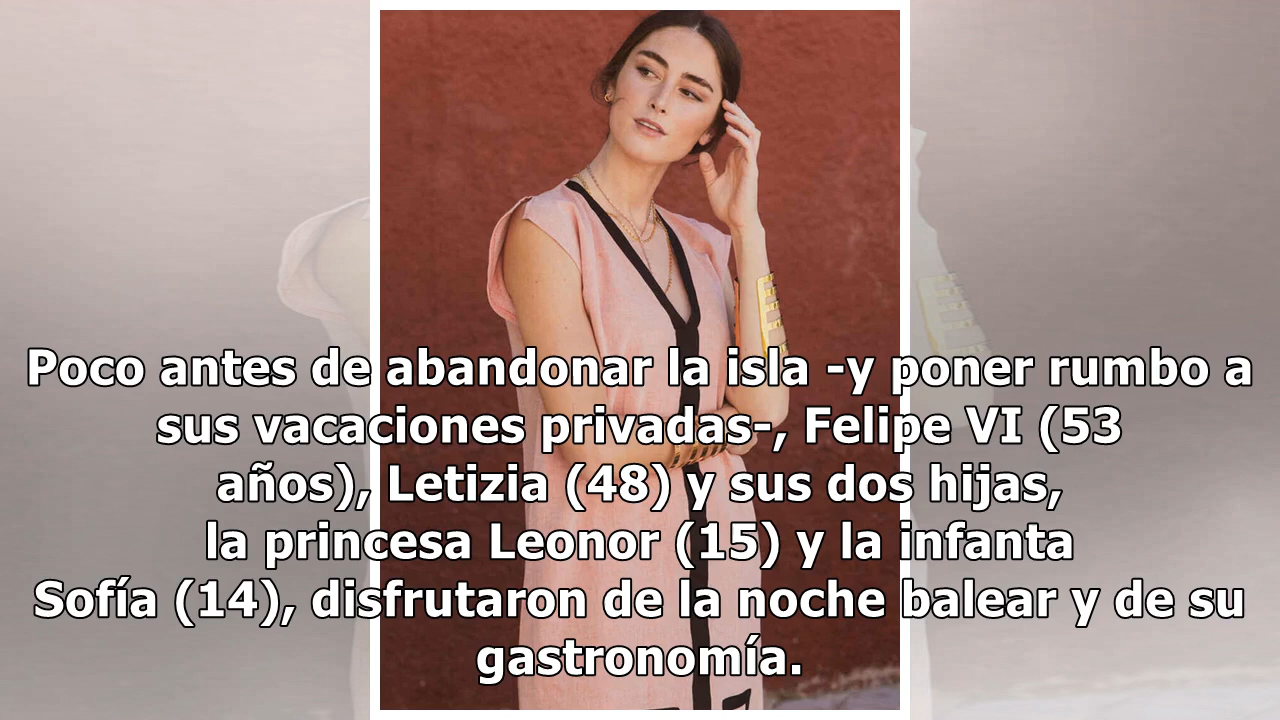 Poco antes de abandonar la isla -y poner rumbo a
sus vacaciones privadas-, Felipe VI (53
años), Letizia (48) y sus dos hijas,
la princesa Leonor (15) y la infanta
Sofía (14), disfrutaron de la noche balear y de su
gastronomía.